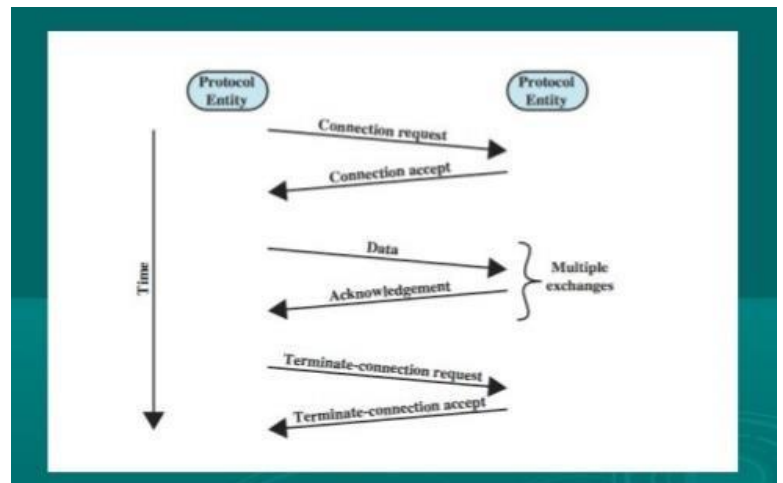 Protocol
Entity
Protocol
Entity
Connection request
Connection accept
Data
Acknowledgement
Multiple
exchanges
Time
Terminate-connection request
Terminate-connection accept